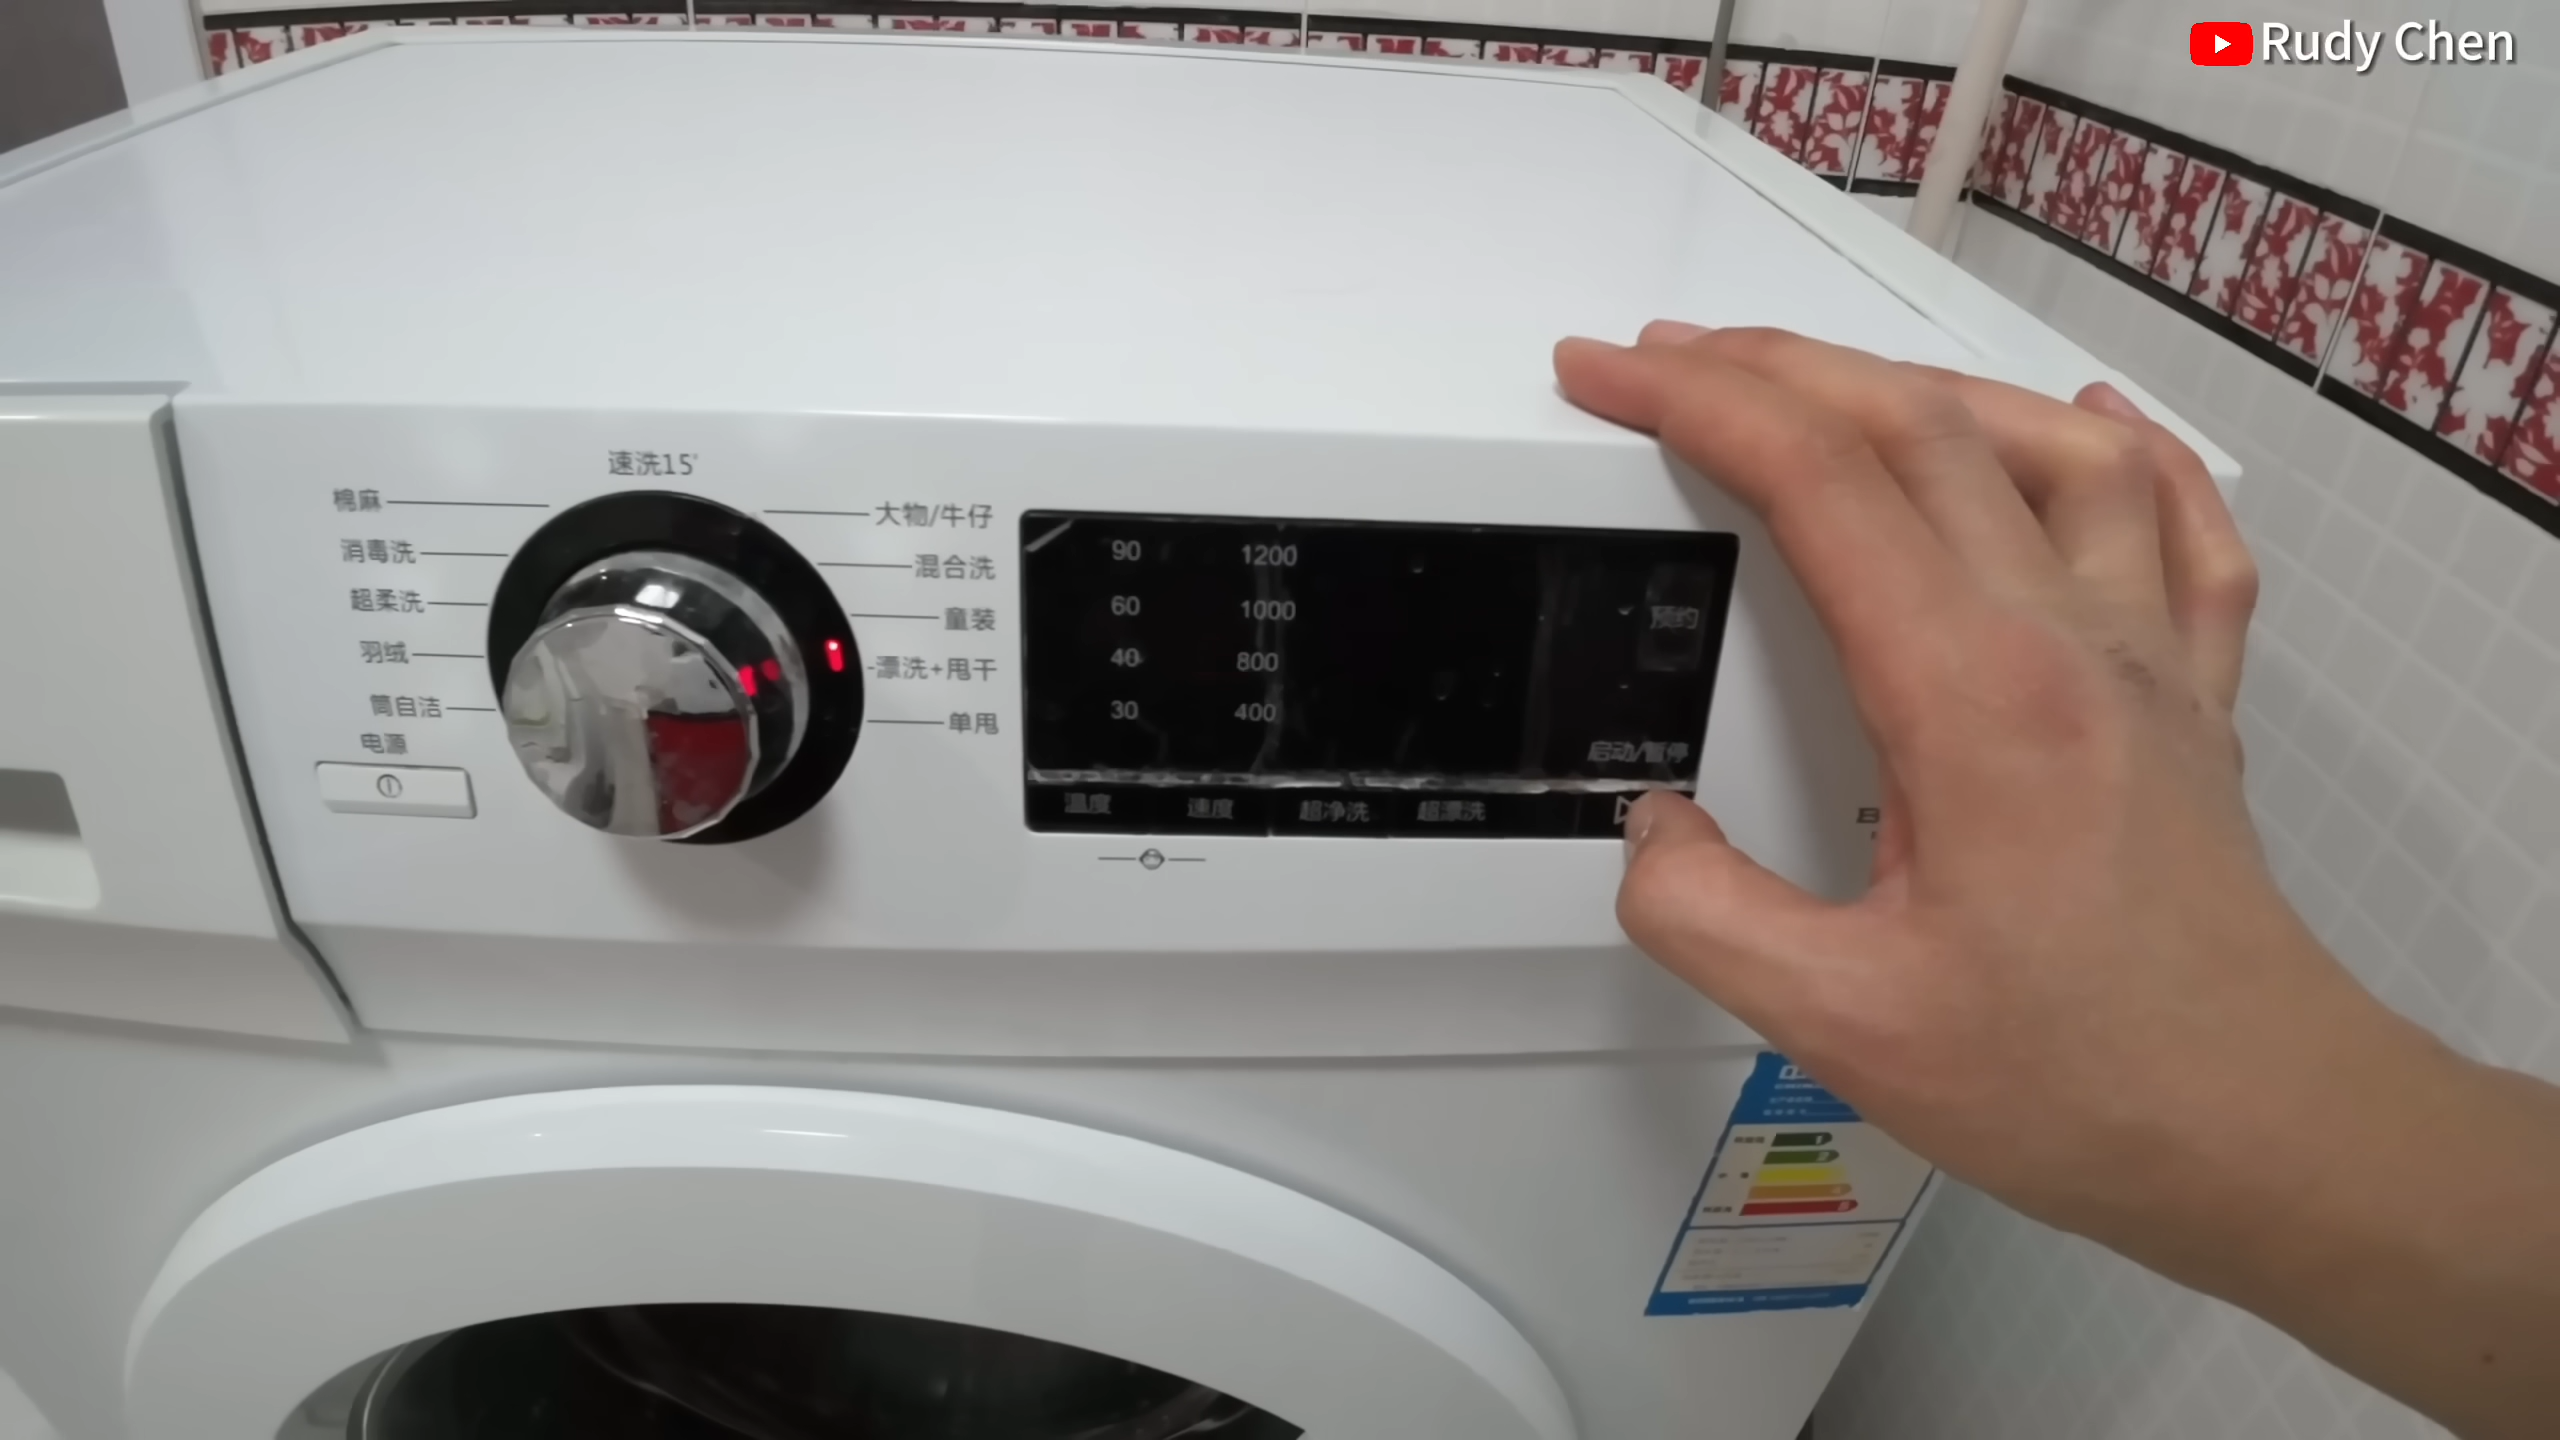 Rudy Chen
速洗15'
棉麻
消毒洗
超柔洗
羽绒
筒自洁
电源
大物/牛仔
混合洗
童装
漂洗+甩干
单甩
90 1200
60 1000
40 800
30 400
预约
启动/暂停
温度 速度 超净洗 超漂洗
1
2